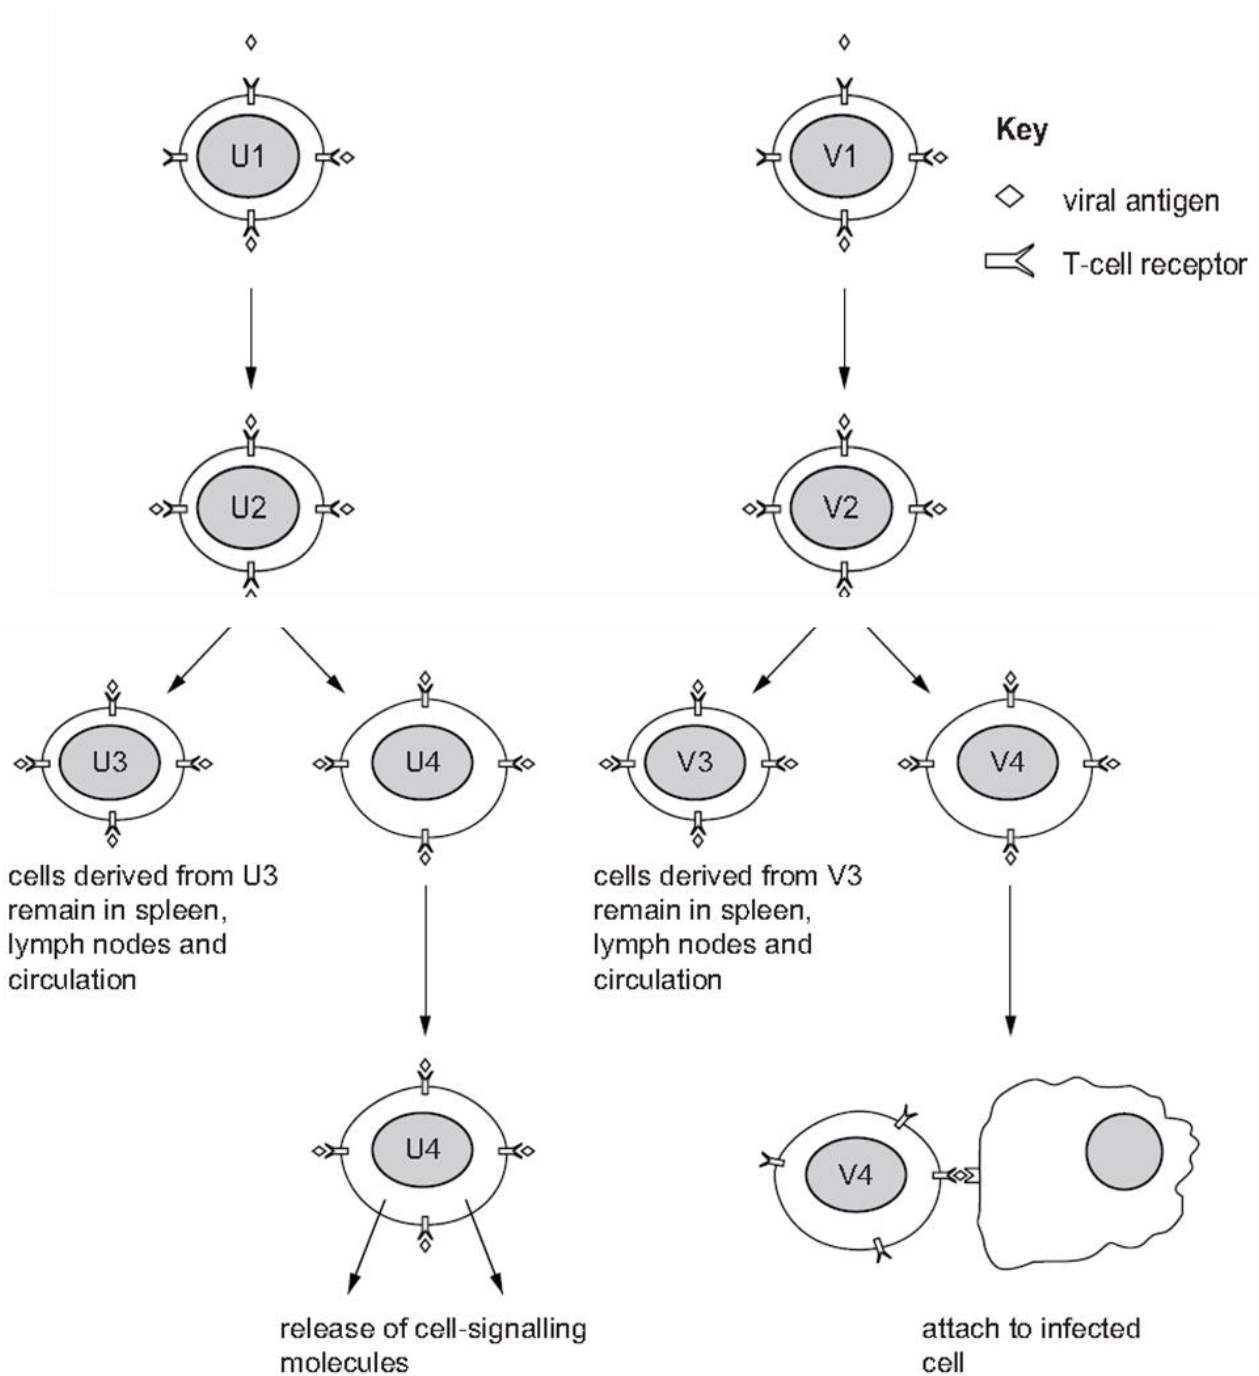 U1
V1
Key
viral antigen
T-cell receptor
U2
V2
U3
U4
V3
V4
cells derived from U3
remain in spleen,
lymph nodes and
circulation
cells derived from V3
remain in spleen,
lymph nodes and
circulation
U4
V4
release of cell-signalling
molecules
attach to infected
cell